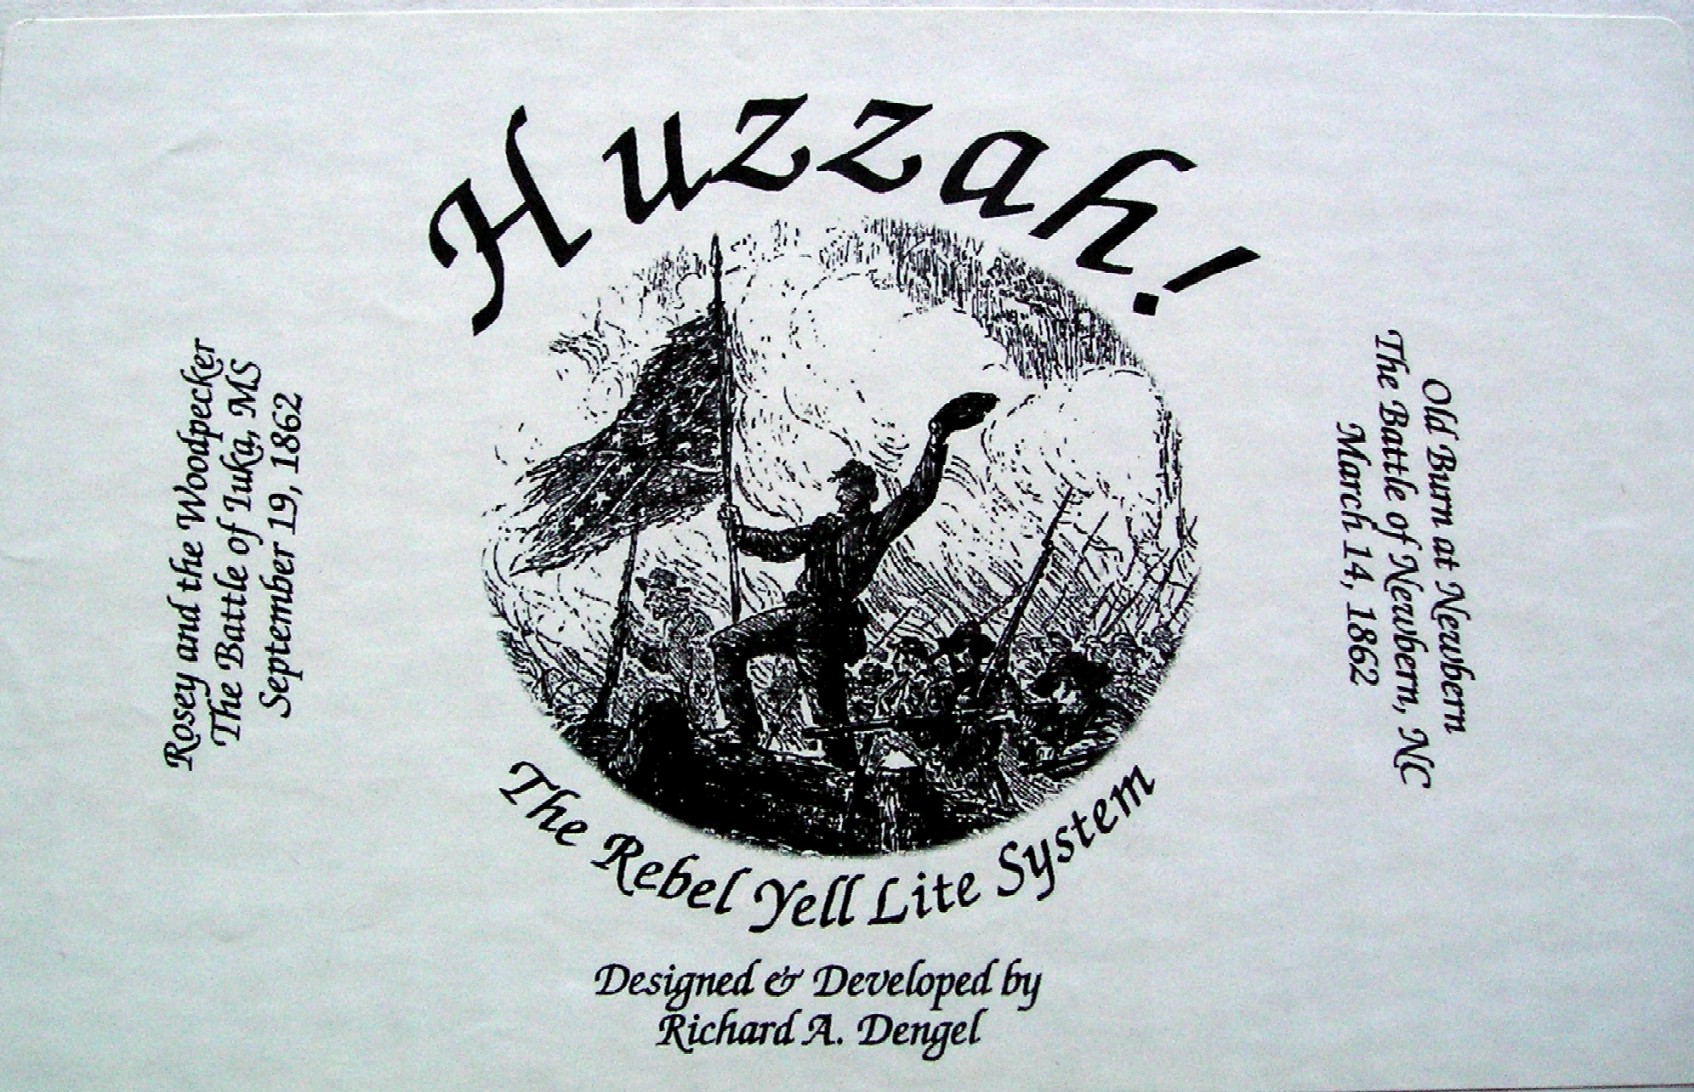 Huzzah!
Rosey and the Woodpecker
The Battle of Iuka, MS
September 19, 1862
Old Burn at Newbern
The Battle of Newbern, NC
March 14, 1862
The Rebel Yell Lite System
Designed & Developed by
Richard A. Dengel